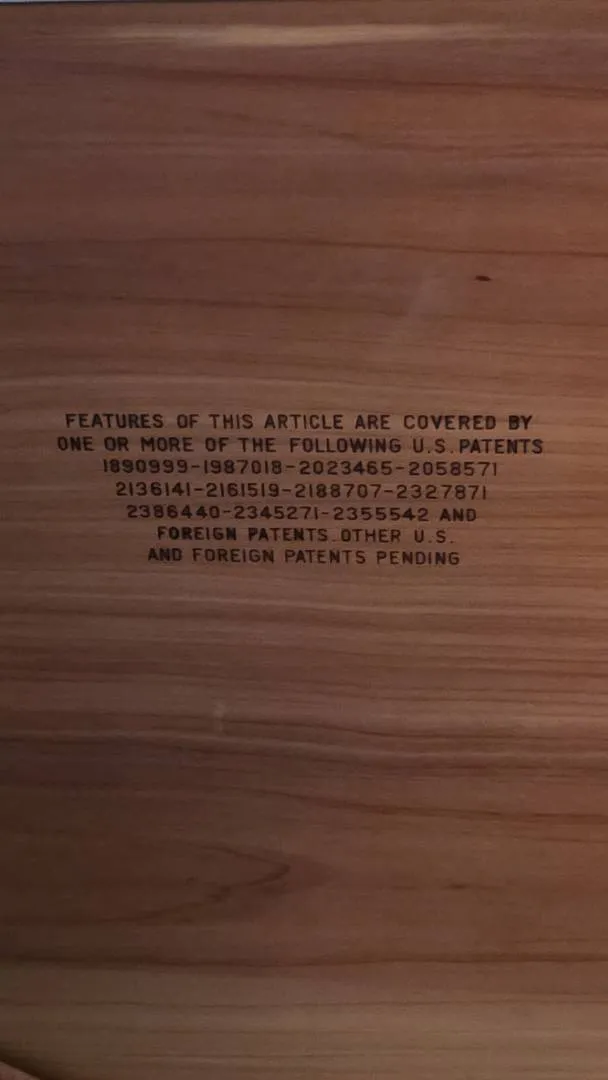 FEATURES OF THIS ARTICLE ARE COVERED BY
ONE OR MORE OF THE FOLLOWING U.S. PATENTS
1890999-1987018-2023465-2058571
2136141-2161519-2188707-2327871
2386440-2345271-2355542 AND
FOREIGN PATENTS. OTHER U.S.
AND FOREIGN PATENTS PENDING